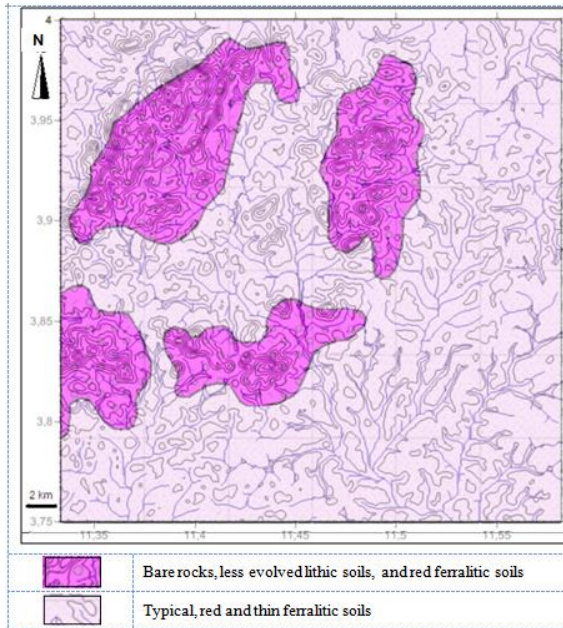 4
N
3,95
3,9
3,85
3,8
2 km
3,75
11,35 11,4 11,45 11,5 11,55
Bare rocks, less evolved lithic soils, and red ferralitic soils
Typical, red and thin ferralitic soils